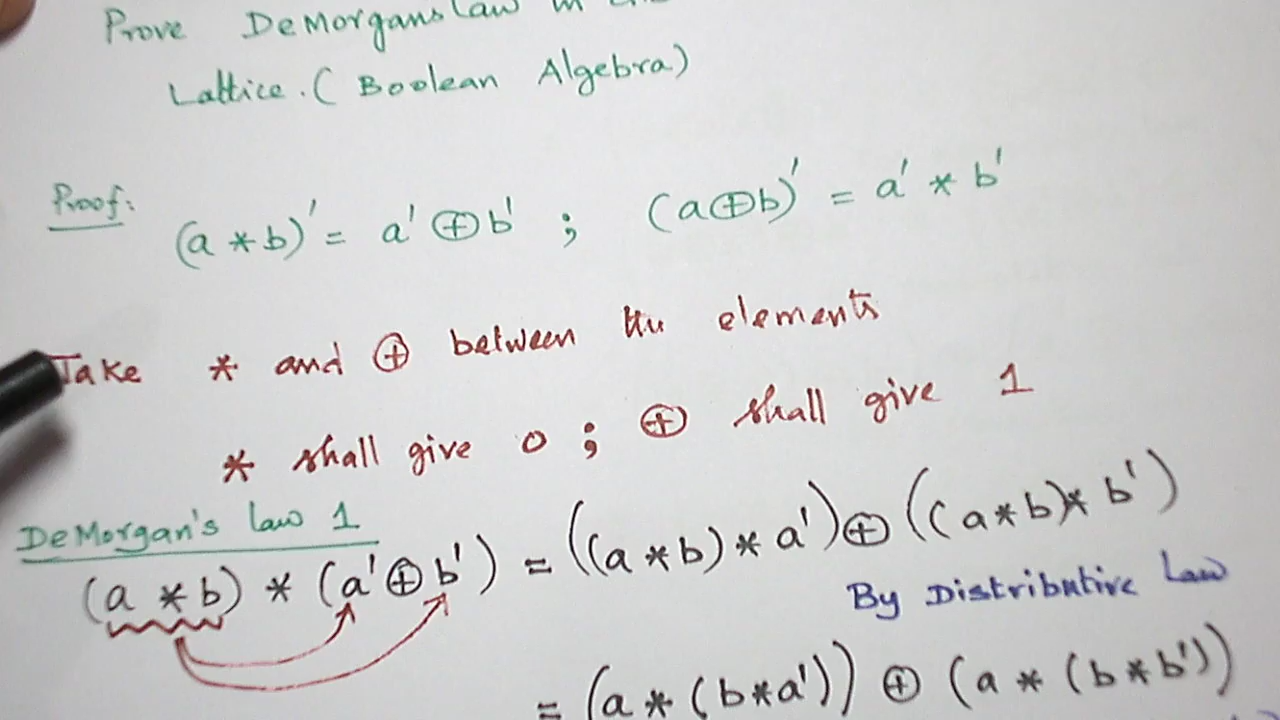 Prove DeMorgans Law in
Lattice. ( Boolean Algebra)
Proof:
(a * b)' = a' ⊕ b' ; (a⊕b)' = a' * b'
Take * and ⊕ between the elements
* shall give 0 ; ⊕ shall give 1
DeMorgan's law 1
(a * b) * (a' ⊕ b') = ((a * b) * a') ⊕ ((a * b) * b')
By Distributive Law
= (a * (b * a')) ⊕ (a * (b * b'))